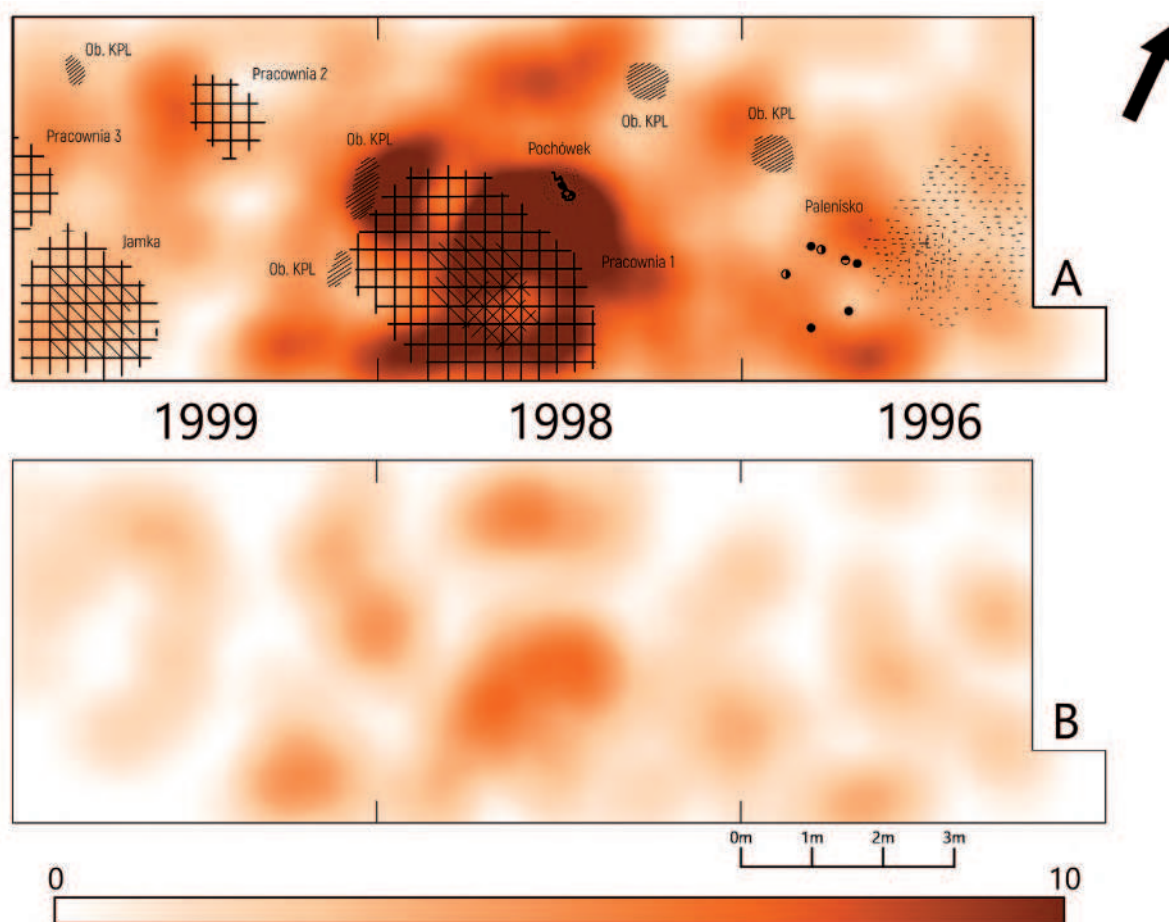 Ob. KPL
Pracownia 2
Pracownia 3
Ob. KPL
Ob. KPL
Ob. KPL
Pochówek
Jamka
Ob. KPL
Pracownia 1
Palenisko
A
1999
1998
1996
B
0m
1m
2m
3m
0
10